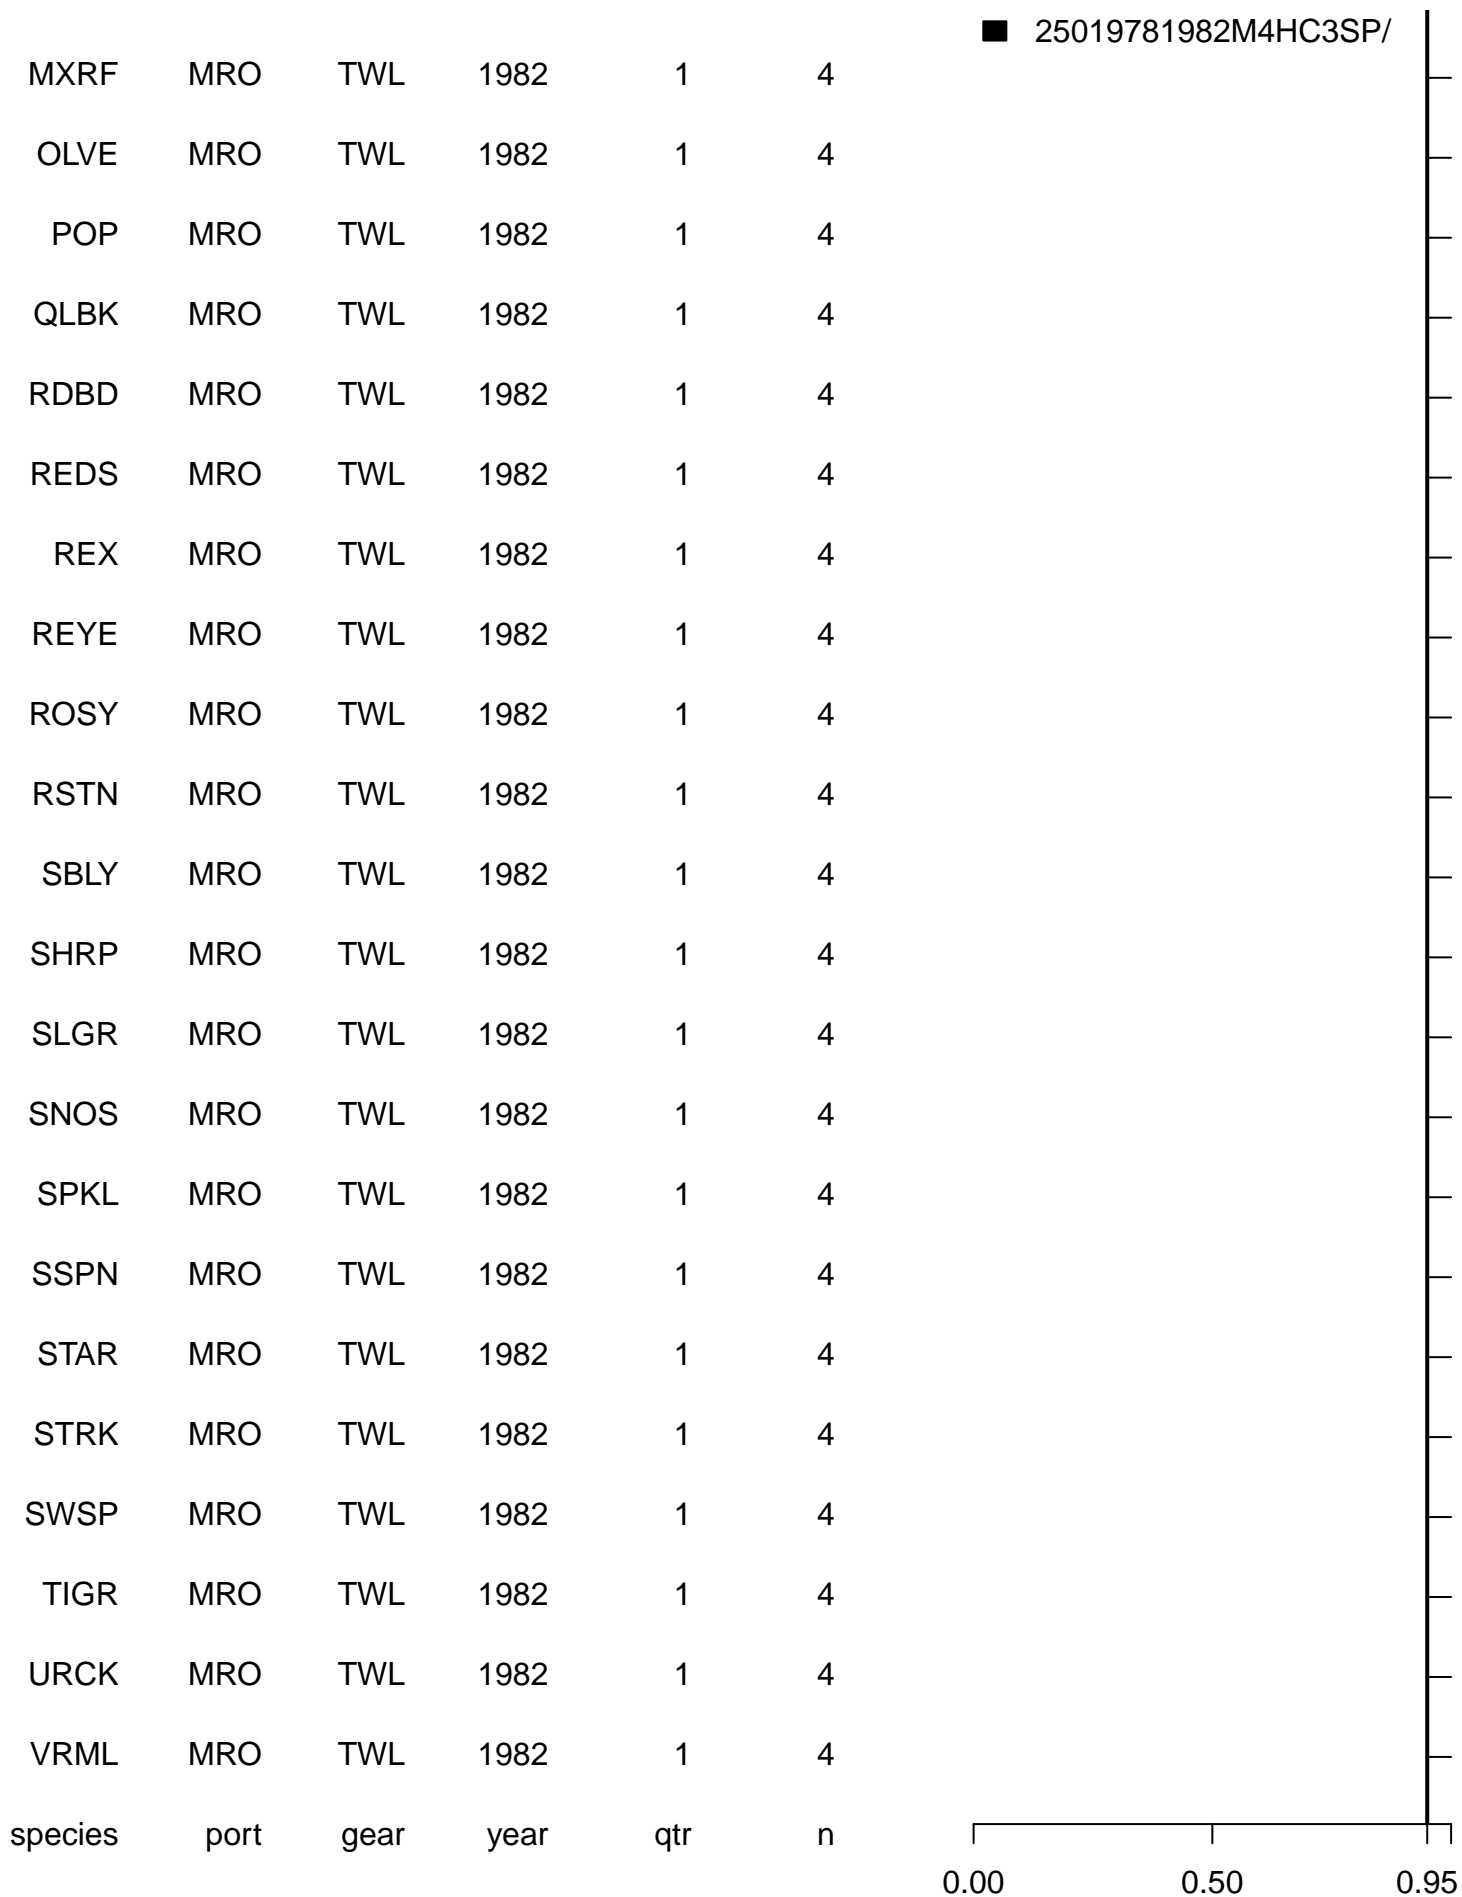 25019781982M4HC3SP/
MXRF MRO TWL 1982 1 4
OLVE MRO TWL 1982 1 4
POP MRO TWL 1982 1 4
QLBK MRO TWL 1982 1 4
RDBD MRO TWL 1982 1 4
REDS MRO TWL 1982 1 4
REX MRO TWL 1982 1 4
REYE MRO TWL 1982 1 4
ROSY MRO TWL 1982 1 4
RSTN MRO TWL 1982 1 4
SBLY MRO TWL 1982 1 4
SHRP MRO TWL 1982 1 4
SLGR MRO TWL 1982 1 4
SNOS MRO TWL 1982 1 4
SPKL MRO TWL 1982 1 4
SSPN MRO TWL 1982 1 4
STAR MRO TWL 1982 1 4
STRK MRO TWL 1982 1 4
SWSP MRO TWL 1982 1 4
TIGR MRO TWL 1982 1 4
URCK MRO TWL 1982 1 4
VRML MRO TWL 1982 1 4
species port gear year qtr n
0.00 0.50 0.95